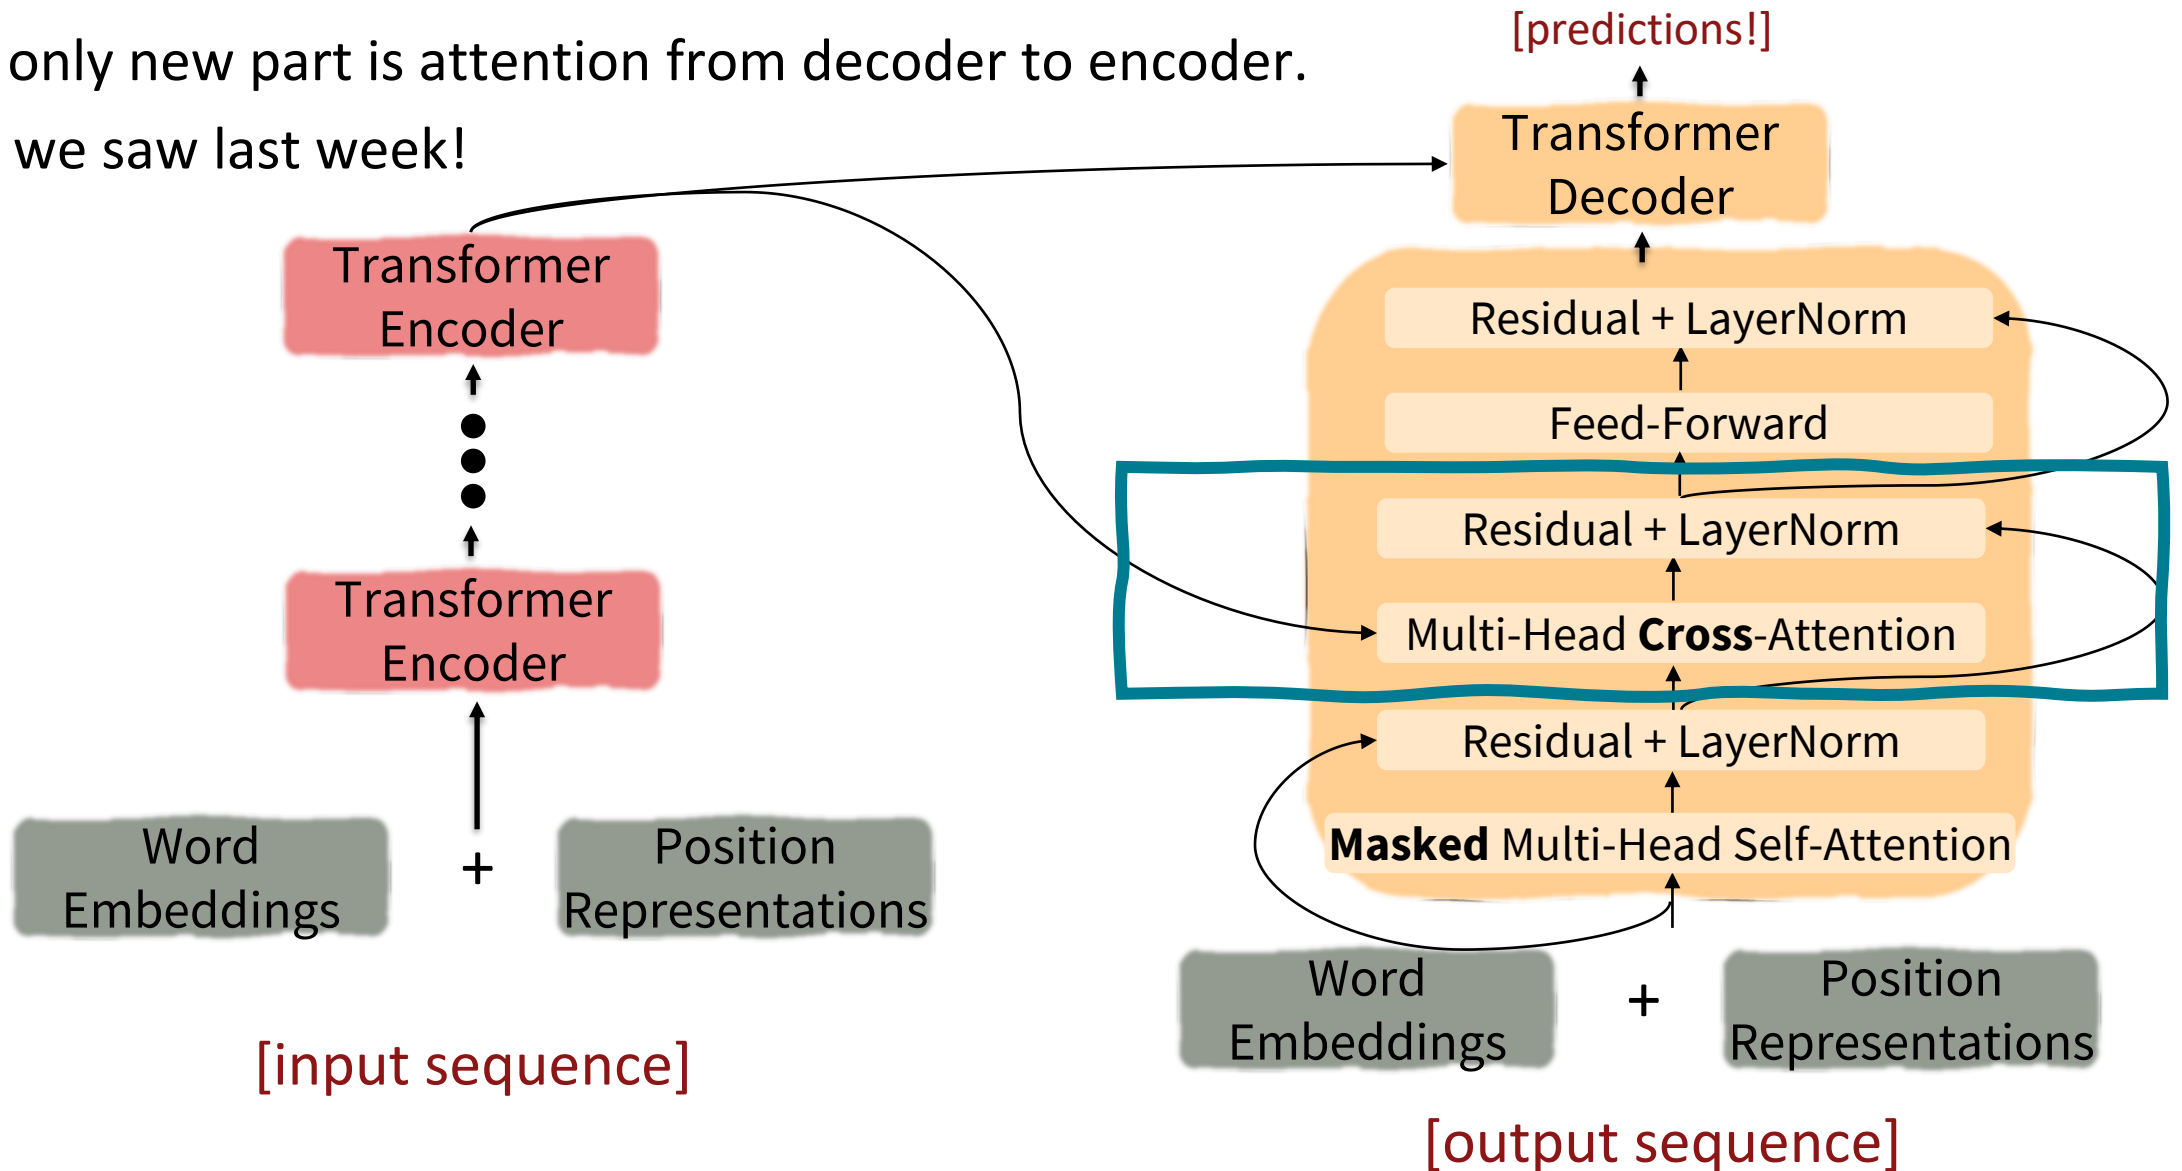 only new part is attention from decoder to encoder.
we saw last week!
[predictions!]
Transformer
Decoder
Transformer
Encoder
Residual + LayerNorm
Feed-Forward
Residual + LayerNorm
Transformer
Encoder
Multi-Head Cross-Attention
Residual + LayerNorm
Word
Embeddings
+
Position
Representations
Masked Multi-Head Self-Attention
Word
Embeddings
+
Position
Representations
[input sequence]
[output sequence]